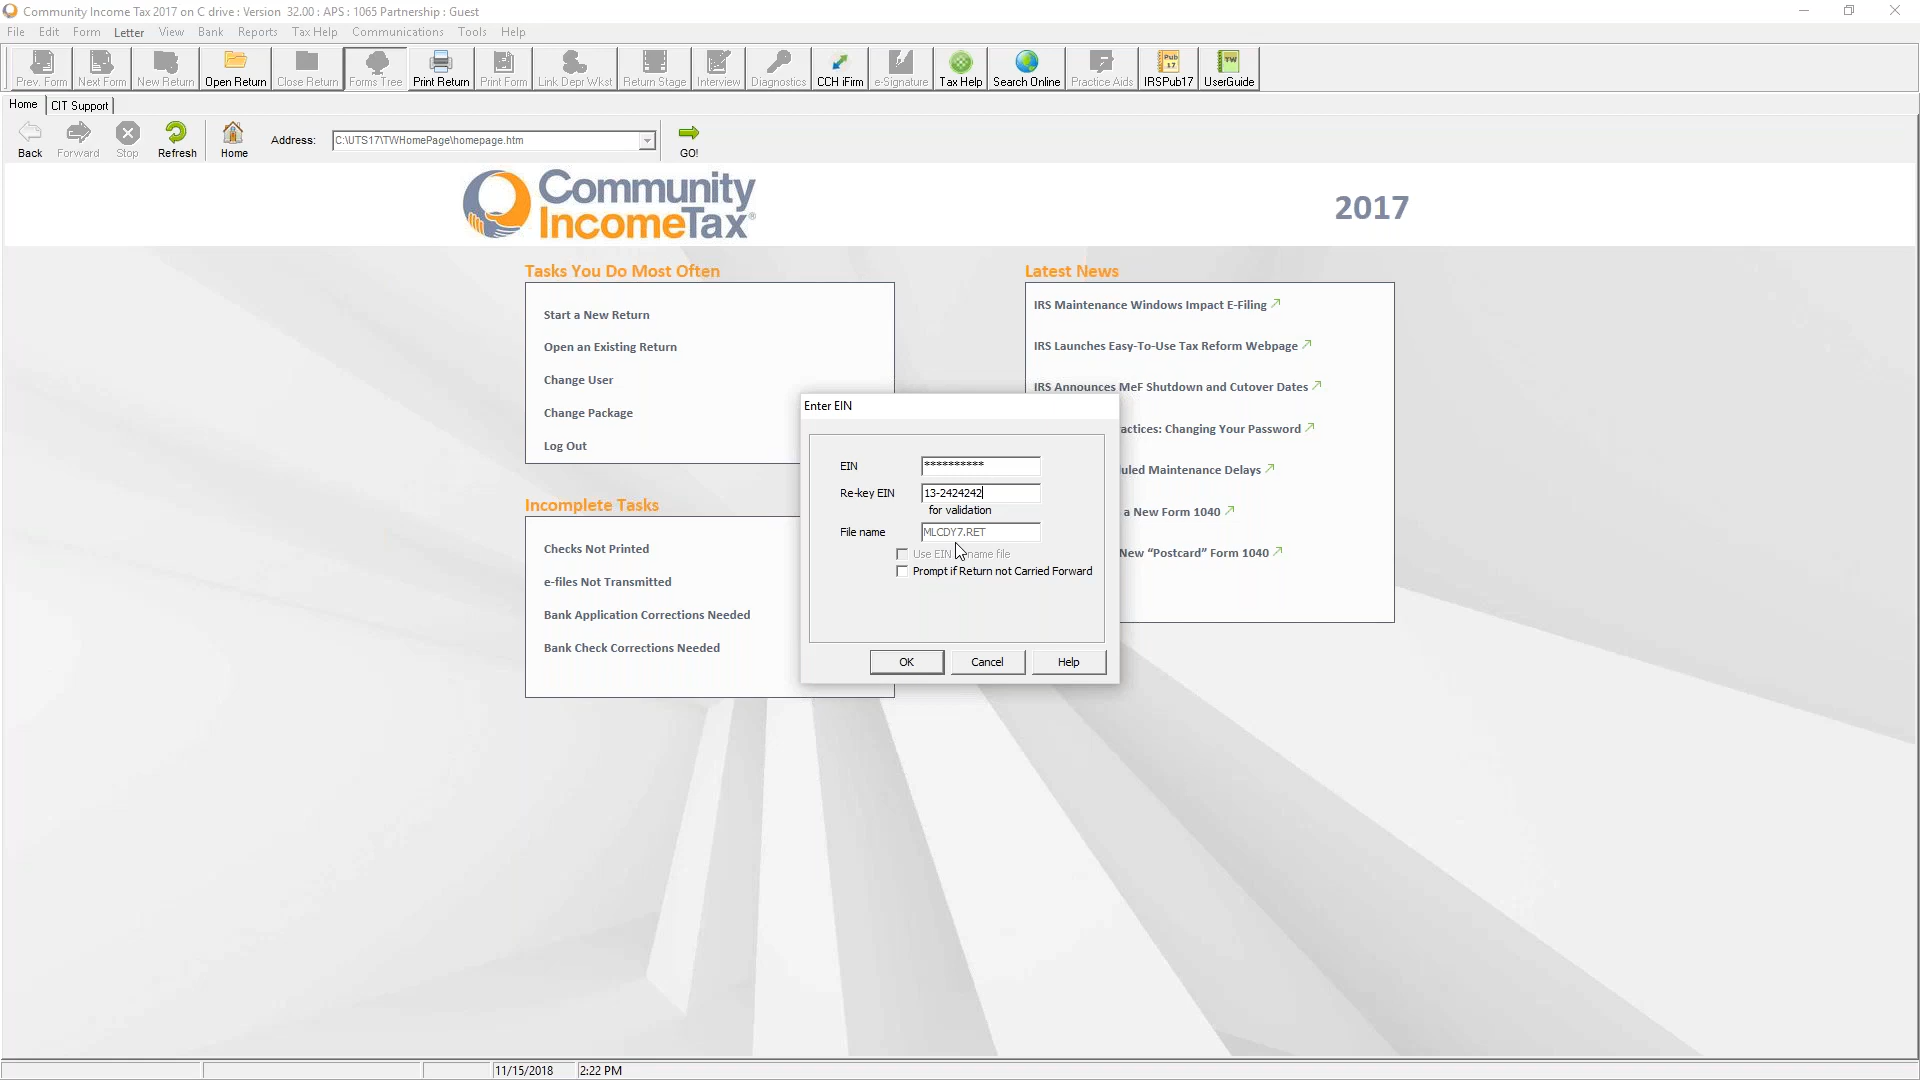 Community Income Tax 2017 on C drive : Version 32.00 : APS : 1065 Partnership : Guest
File Edit Form Letter View Bank Reports Tax Help Communications Tools Help
Prev. Form Next Form New Return Open Return Close Return Forms Tree Print Return Print Form Link Depr Wkst Return Stage Interview Diagnostics CCH iFirm e-Signature Tax Help Search Online Practice Aids IRSPub17 UserGuide
Home CIT Support
Back Forward Stop Refresh Home Address: C:\UTS17\TWHomePage\homepage.htm GO!
Community
IncomeTax®
2017
Tasks You Do Most Often
Start a New Return
Open an Existing Return
Change User
Change Package
Log Out
Incomplete Tasks
Checks Not Printed
e-files Not Transmitted
Bank Application Corrections Needed
Bank Check Corrections Needed
Latest News
IRS Maintenance Windows Impact E-Filing
IRS Launches Easy-To-Use Tax Reform Webpage
IRS Announces MeF Shutdown and Cutover Dates
actices: Changing Your Password
uled Maintenance Delays
a New Form 1040
New “Postcard” Form 1040
Enter EIN
EIN **********
Re-key EIN 13-2424242
for validation
File name MLCDY7.RET
Use EIN name file
Prompt if Return not Carried Forward
OK Cancel Help
11/15/2018 2:22 PM